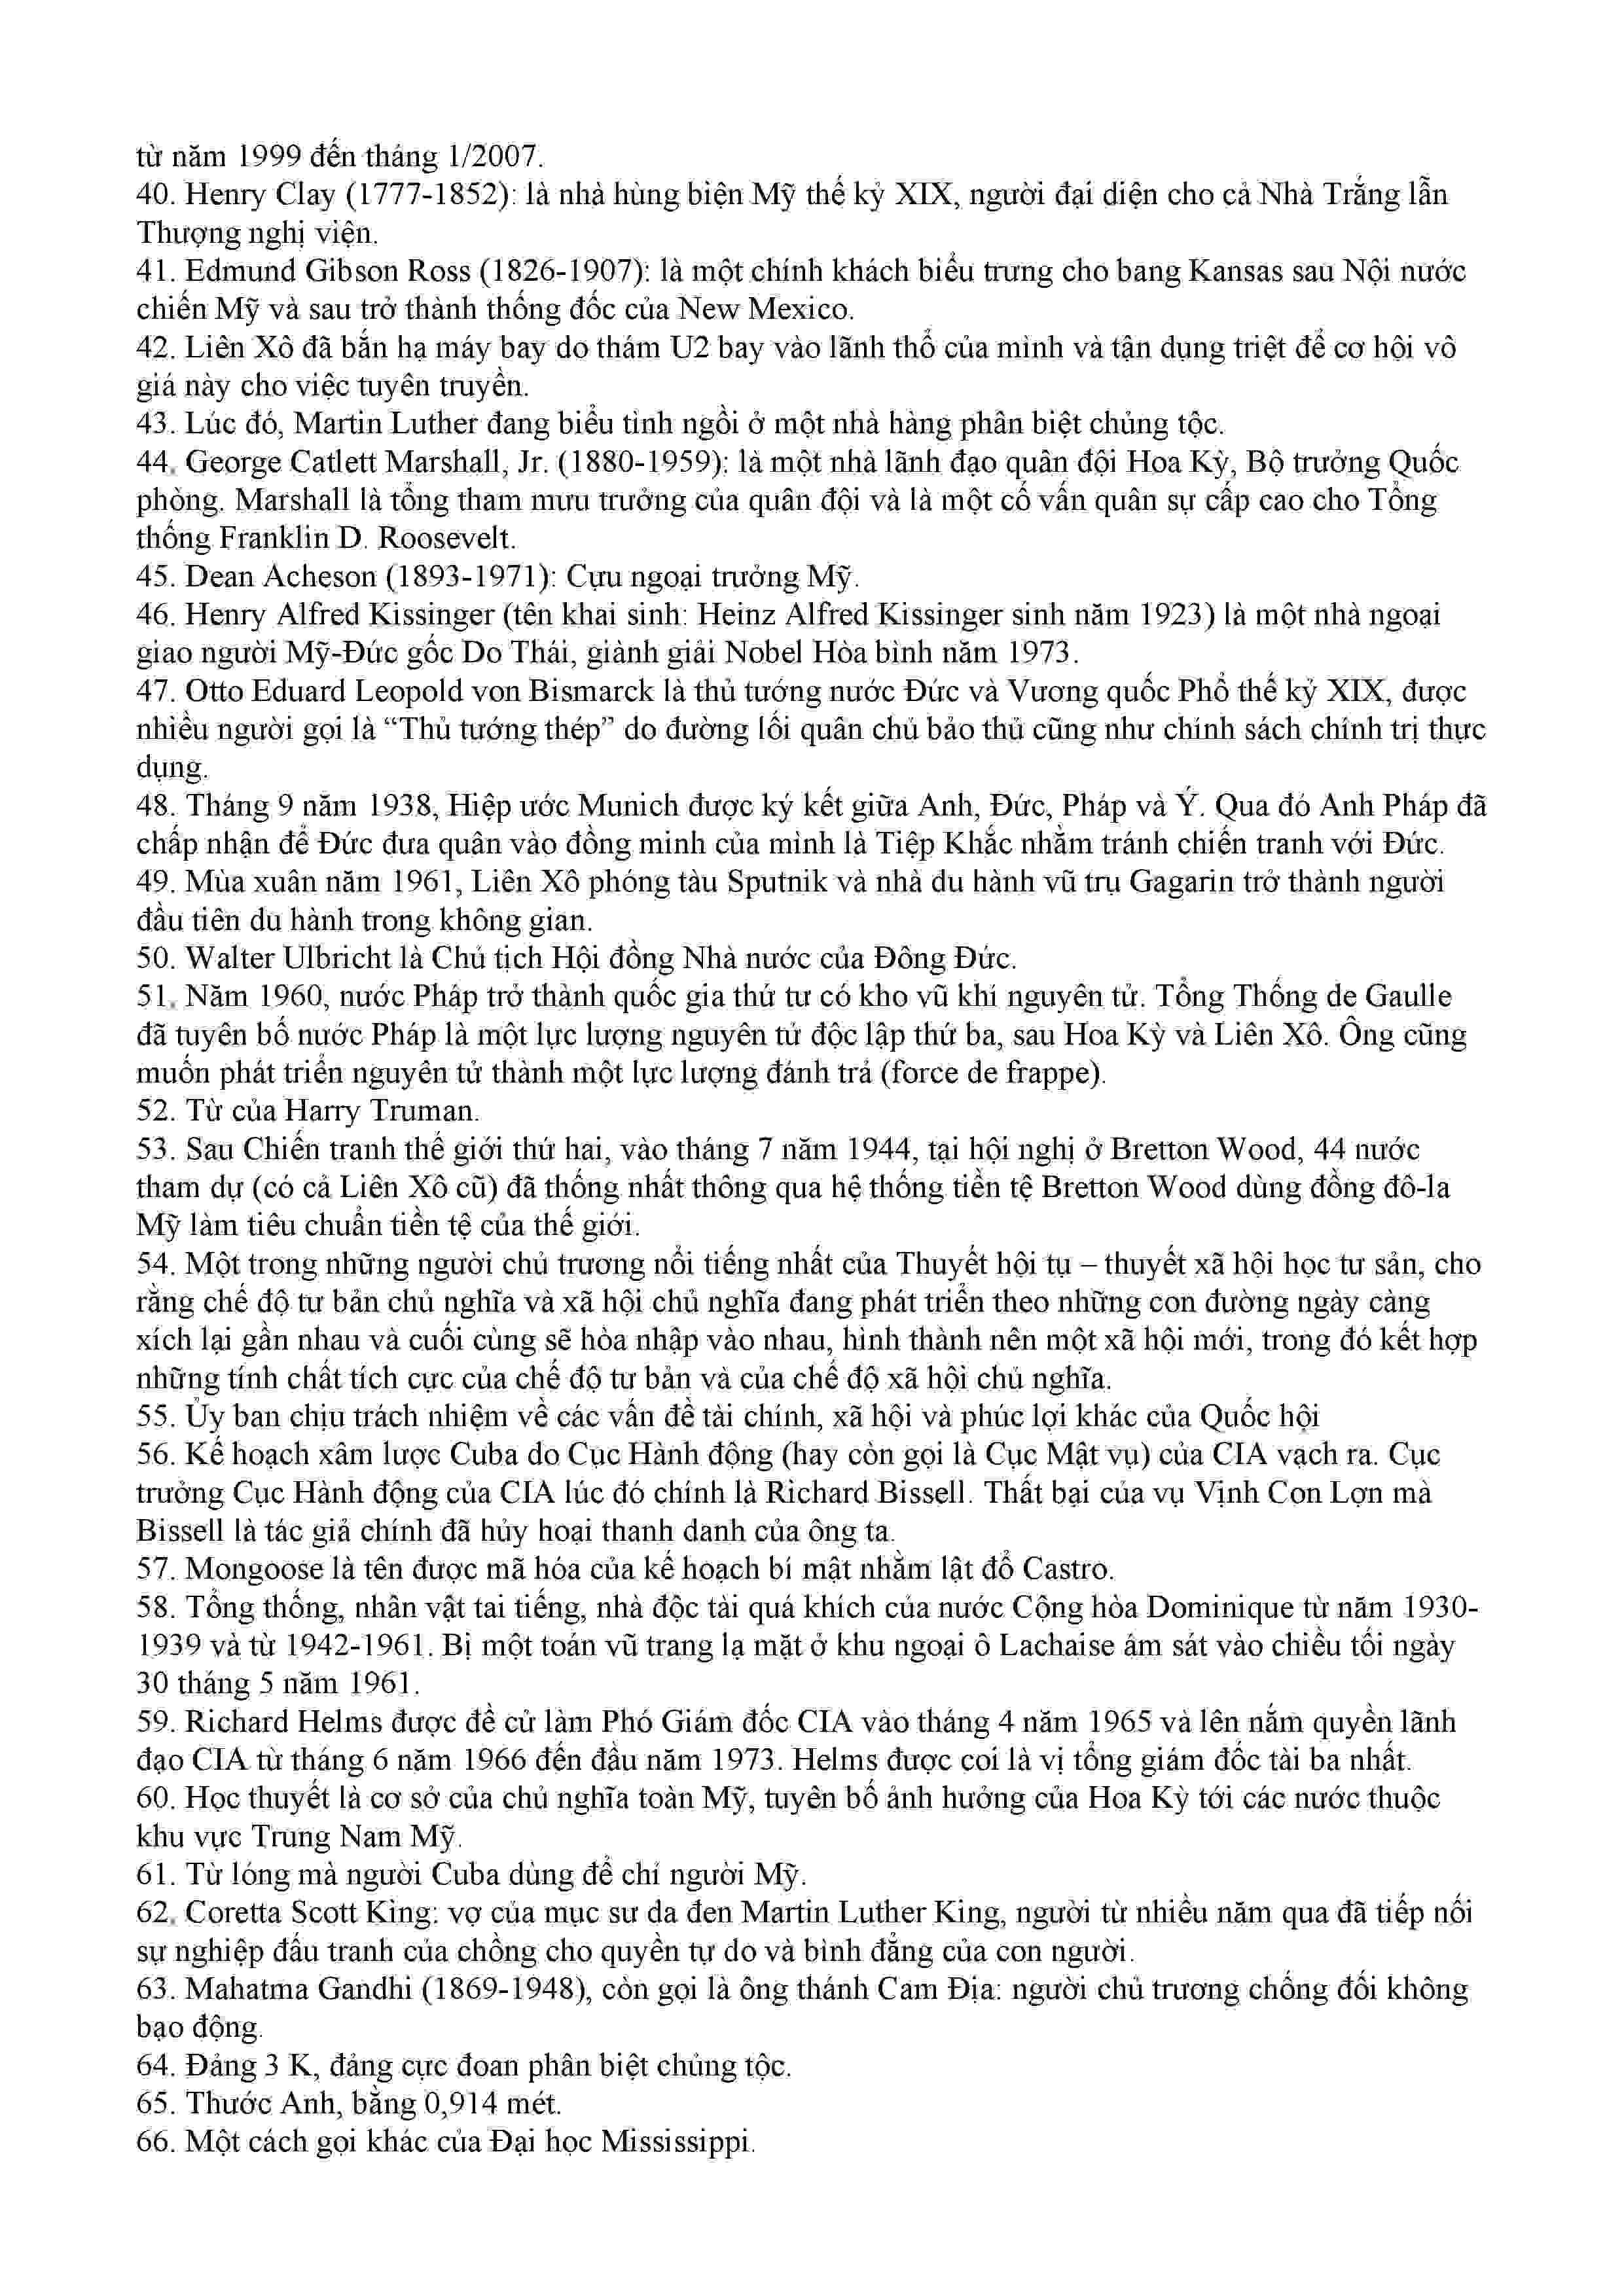 từ năm 1999 đến tháng 1/2007.
40. Henry Clay (1777-1852): là nhà hùng biện Mỹ thế kỷ XIX, người đại diện cho cả Nhà Trắng lẫn
Thượng nghị viện.
41. Edmund Gibson Ross (1826-1907): là một chính khách biểu trưng cho bang Kansas sau Nội nước
chiến Mỹ và sau trở thành thống đốc của New Mexico.
42. Liên Xô đã bắn hạ máy bay do thám U2 bay vào lãnh thổ của mình và tận dụng triệt để cơ hội vô
giá này cho việc tuyên truyền.
43. Lúc đó, Martin Luther đang biểu tình ngồi ở một nhà hàng phân biệt chủng tộc.
44. George Catlett Marshall, Jr. (1880-1959): là một nhà lãnh đạo quân đội Hoa Kỳ, Bộ trưởng Quốc
phòng. Marshall là tổng tham mưu trưởng của quân đội và là một cố vấn quân sự cấp cao cho Tổng
thống Franklin D. Roosevelt.
45. Dean Acheson (1893-1971): Cựu ngoại trưởng Mỹ.
46. Henry Alfred Kissinger (tên khai sinh: Heinz Alfred Kissinger sinh năm 1923) là một nhà ngoại
giao người Mỹ-Đức gốc Do Thái, giành giải Nobel Hòa bình năm 1973.
47. Otto Eduard Leopold von Bismarck là thủ tướng nước Đức và Vương quốc Phổ thế kỷ XIX, được
nhiều người gọi là “Thủ tướng thép” do đường lối quân chủ bảo thủ cũng như chính sách chính trị thực
dụng.
48. Tháng 9 năm 1938, Hiệp ước Munich được ký kết giữa Anh, Đức, Pháp và Ý. Qua đó Anh Pháp đã
chấp nhận để Đức đưa quân vào đồng minh của mình là Tiệp Khắc nhằm tránh chiến tranh với Đức.
49. Mùa xuân năm 1961, Liên Xô phóng tàu Sputnik và nhà du hành vũ trụ Gagarin trở thành người
đầu tiên du hành trong không gian.
50. Walter Ulbricht là Chủ tịch Hội đồng Nhà nước của Đông Đức.
51. Năm 1960, nước Pháp trở thành quốc gia thứ tư có kho vũ khí nguyên tử. Tổng Thống de Gaulle
đã tuyên bố nước Pháp là một lực lượng nguyên tử độc lập thứ ba, sau Hoa Kỳ và Liên Xô. Ông cũng
muốn phát triển nguyên tử thành một lực lượng đánh trả (force de frappe).
52. Từ của Harry Truman.
53. Sau Chiến tranh thế giới thứ hai, vào tháng 7 năm 1944, tại hội nghị ở Bretton Wood, 44 nước
tham dự (có cả Liên Xô cũ) đã thống nhất thông qua hệ thống tiền tệ Bretton Wood dùng đồng đô-la
Mỹ làm tiêu chuẩn tiền tệ của thế giới.
54. Một trong những người chủ trương nổi tiếng nhất của Thuyết hội tụ – thuyết xã hội học tư sản, cho
rằng chế độ tư bản chủ nghĩa và xã hội chủ nghĩa đang phát triển theo những con đường ngày càng
xích lại gần nhau và cuối cùng sẽ hòa nhập vào nhau, hình thành nên một xã hội mới, trong đó kết hợp
những tính chất tích cực của chế độ tư bản và của chế độ xã hội chủ nghĩa.
55. Ủy ban chịu trách nhiệm về các vấn đề tài chính, xã hội và phúc lợi khác của Quốc hội
56. Kế hoạch xâm lược Cuba do Cục Hành động (hay còn gọi là Cục Mật vụ) của CIA vạch ra. Cục
trưởng Cục Hành động của CIA lúc đó chính là Richard Bissell. Thất bại của vụ Vịnh Con Lợn mà
Bissell là tác giả chính đã hủy hoại thanh danh của ông ta.
57. Mongoose là tên được mã hóa của kế hoạch bí mật nhằm lật đổ Castro.
58. Tổng thống, nhân vật tai tiếng, nhà độc tài quá khích của nước Cộng hòa Dominique từ năm 1930-
1939 và từ 1942-1961. Bị một toán vũ trang lạ mặt ở khu ngoại ô Lachaise ám sát vào chiều tối ngày
30 tháng 5 năm 1961.
59. Richard Helms được đề cử làm Phó Giám đốc CIA vào tháng 4 năm 1965 và lên nắm quyền lãnh
đạo CIA từ tháng 6 năm 1966 đến đầu năm 1973. Helms được coi là vị tổng giám đốc tài ba nhất.
60. Học thuyết là cơ sở của chủ nghĩa toàn Mỹ, tuyên bố ảnh hưởng của Hoa Kỳ tới các nước thuộc
khu vực Trung Nam Mỹ.
61. Từ lóng mà người Cuba dùng để chỉ người Mỹ.
62. Coretta Scott King: vợ của mục sư da đen Martin Luther King, người từ nhiều năm qua đã tiếp nối
sự nghiệp đấu tranh của chồng cho quyền tự do và bình đẳng của con người.
63. Mahatma Gandhi (1869-1948), còn gọi là ông thánh Cam Địa: người chủ trương chống đối không
bạo động.
64. Đảng 3 K, đảng cực đoan phân biệt chủng tộc.
65. Thước Anh, bằng 0,914 mét.
66. Một cách gọi khác của Đại học Mississippi.